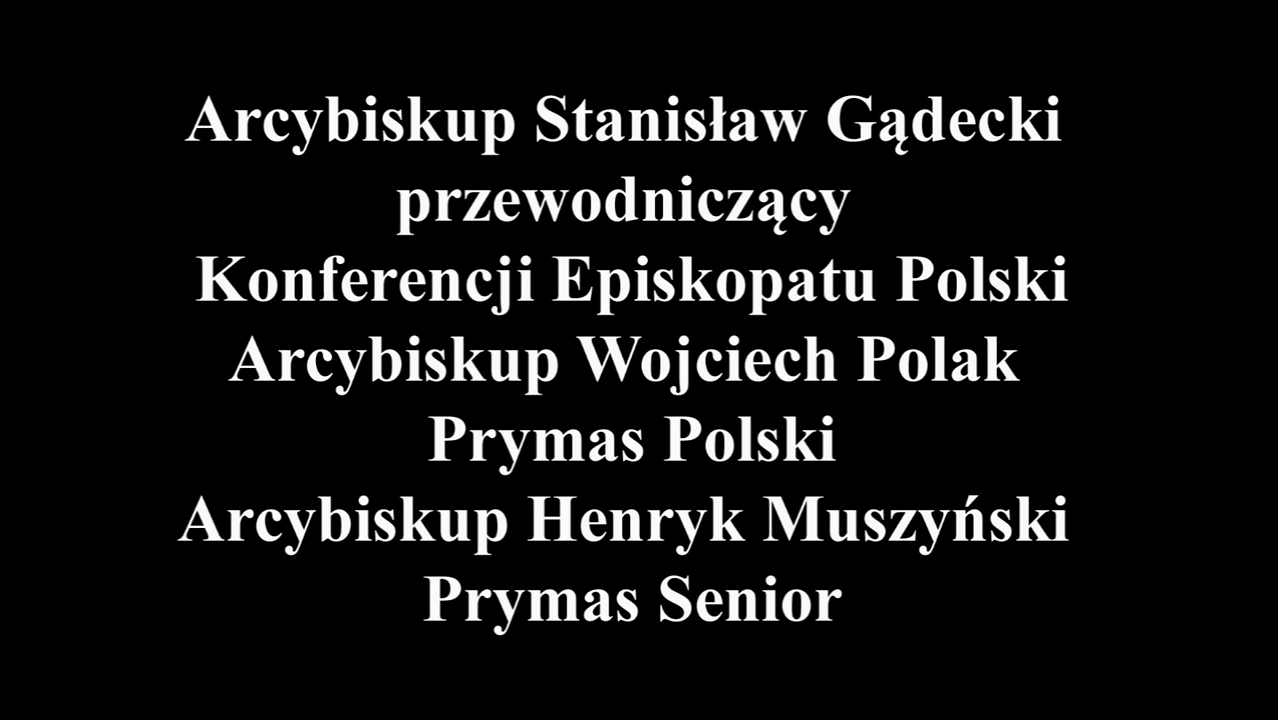 Arcybiskup Stanisław Gądecki
przewodniczący
Konferencji Episkopatu Polski
Arcybiskup Wojciech Polak
Prymas Polski
Arcybiskup Henryk Muszyński
Prymas Senior